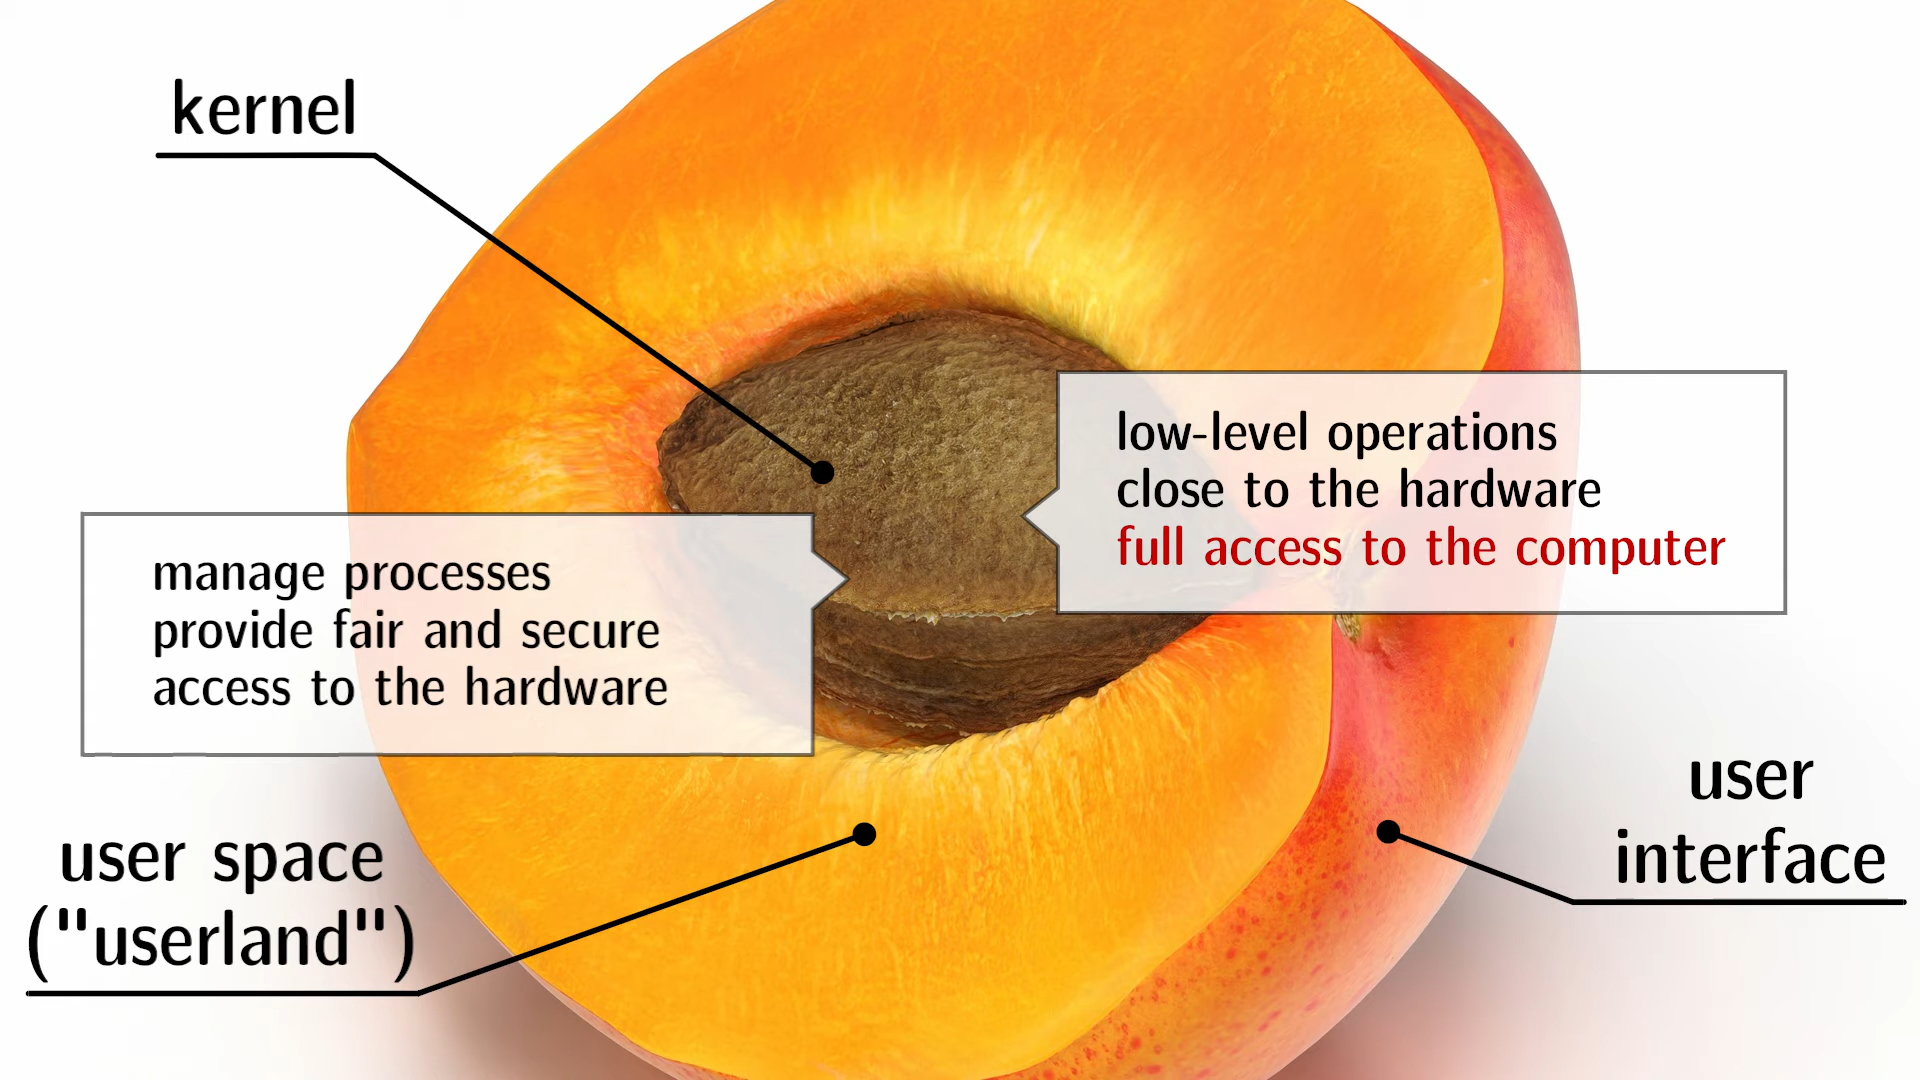 kernel
low-level operations
close to the hardware
full access to the computer
manage processes
provide fair and secure
access to the hardware
user
interface
user space
("userland")